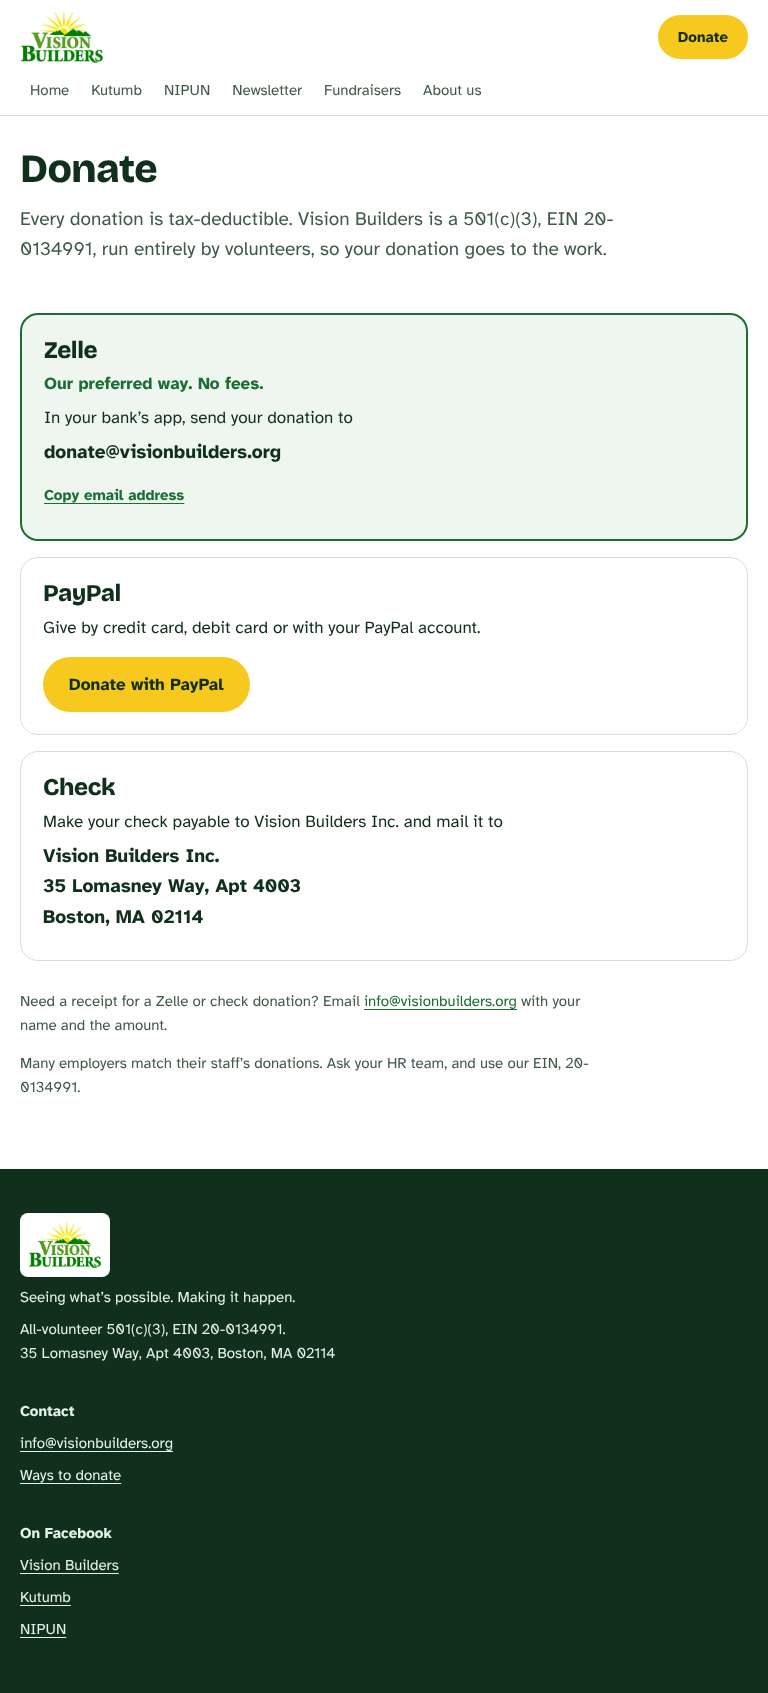 VISION
BUILDERS
Donate
Home Kutumb NIPUN Newsletter Fundraisers About us
Donate
Every donation is tax-deductible. Vision Builders is a 501(c)(3), EIN 20-
0134991, run entirely by volunteers, so your donation goes to the work.
Zelle
Our preferred way. No fees.
In your bank's app, send your donation to
donate@visionbuilders.org
Copy email address
PayPal
Give by credit card, debit card or with your PayPal account.
Donate with PayPal
Check
Make your check payable to Vision Builders Inc. and mail it to
Vision Builders Inc.
35 Lomasney Way, Apt 4003
Boston, MA 02114
Need a receipt for a Zelle or check donation? Email info@visionbuilders.org with your
name and the amount.
Many employers match their staff's donations. Ask your HR team, and use our EIN, 20-
0134991.
VISION
BUILDERS
Seeing what's possible. Making it happen.
All-volunteer 501(c)(3), EIN 20-0134991.
35 Lomasney Way, Apt 4003, Boston, MA 02114
Contact
info@visionbuilders.org
Ways to donate
On Facebook
Vision Builders
Kutumb
NIPUN